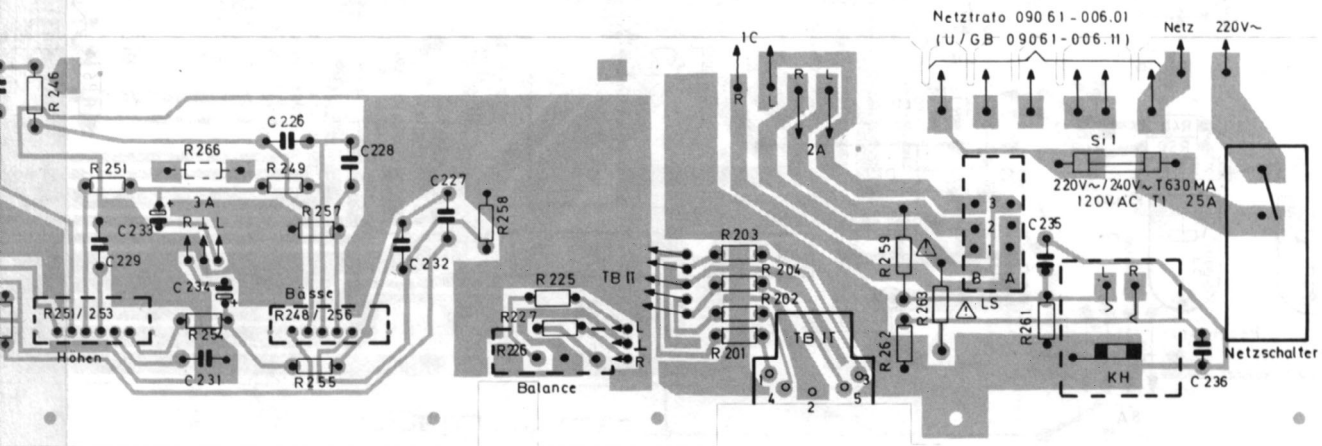 Netztrafo 09061-006.01
(U/GB 09061-006.11)
Netz 220V~
1C
R L
R L
2A
R 246
C 226
C 228
R 266
R 251
R 249
3A
C 227
R 258
R 257
C 233
R ⊥ L
C 229
C 232
C 234
Bässe
R251/ 253
R 254
R 248/ 256
Höhen
C 231
R 255
R 225
R 227
R 226
L
⊥
R
Balance
TB II
R 203
R 204
R 202
R 201
TB II
1 3
4 2 5
R 259
R 263
R 262
Si 1
220V~/240V~T630MA
120VAC T1 25A
3
2
1
B A
LS
C 235
L R
R 261
KH
C 236
Netzschalter